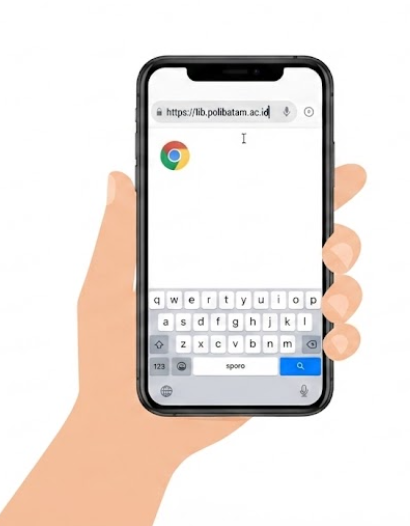 https://lib.polibatam.ac.id
q w e r t y u i o p
a s d f g h j k l
z x c v b n m
123 sporo